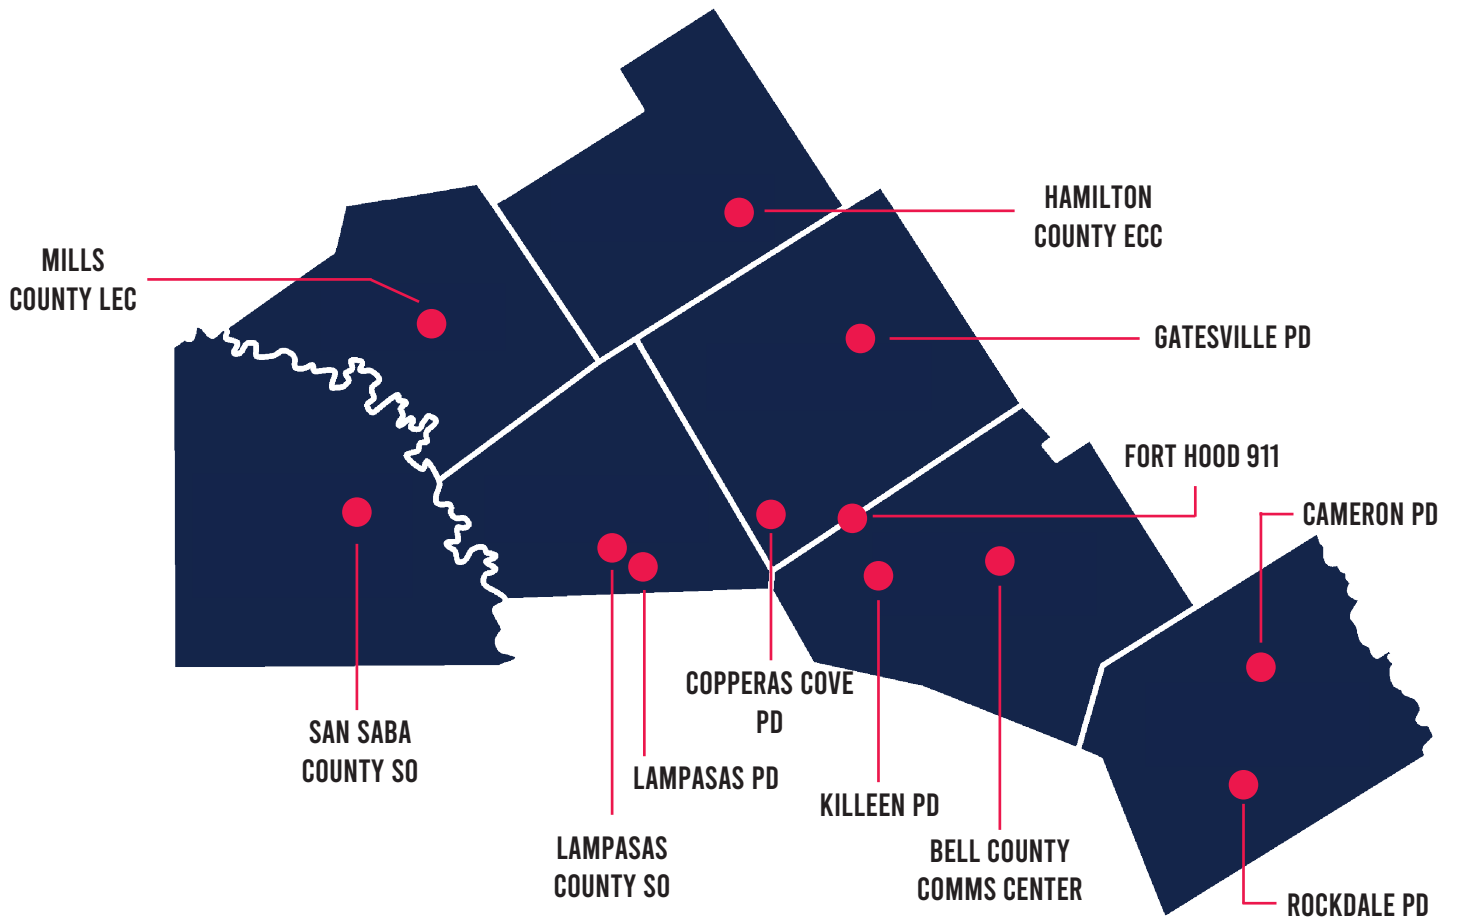 HAMILTON
COUNTY ECC
MILLS
COUNTY LEC
GATESVILLE PD
FORT HOOD 911
CAMERON PD
COPPERAS COVE
PD
SAN SABA
COUNTY SO
LAMPASAS PD
KILLEEN PD
LAMPASAS
COUNTY SO
BELL COUNTY
COMMS CENTER
ROCKDALE PD